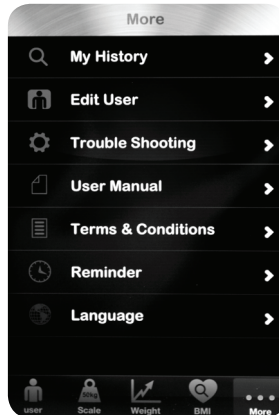 More
My History
Edit User
Trouble Shooting
User Manual
Terms & Conditions
Reminder
Language
50kg
user Scale Weight BMI More